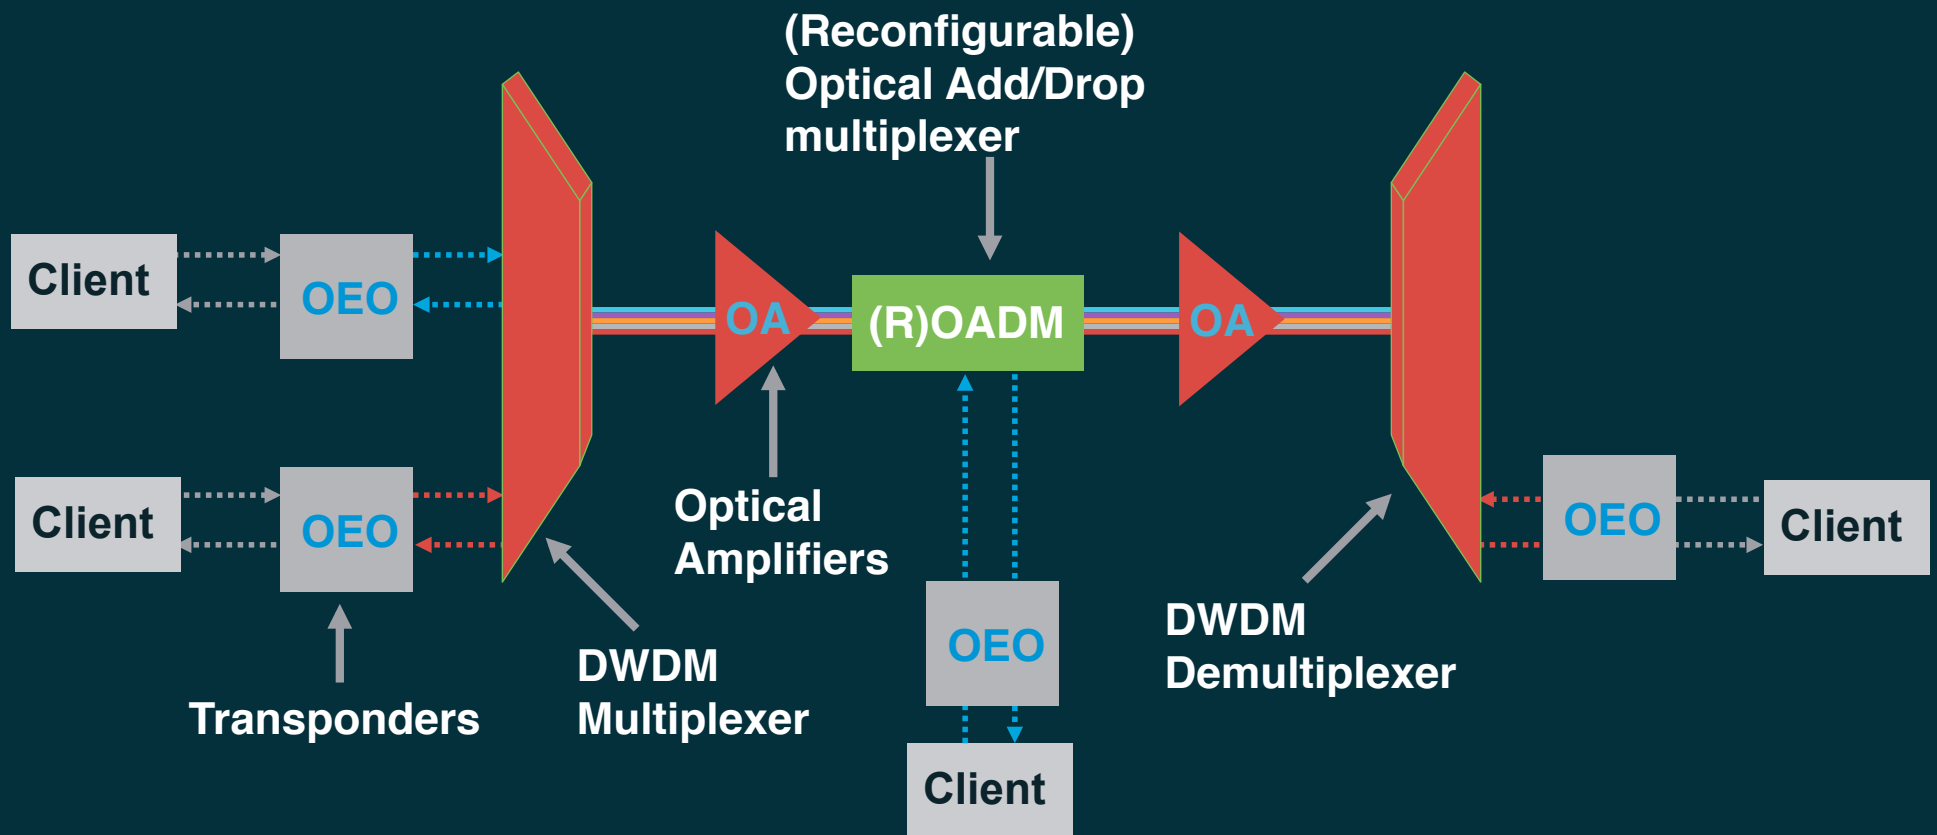 (Reconfigurable)
Optical Add/Drop
multiplexer
Client
OEO
OA
(R)OADM
OA
Client
OEO
Optical
Amplifiers
OEO
Client
Transponders
DWDM
Multiplexer
OEO
Client
DWDM
Demultiplexer